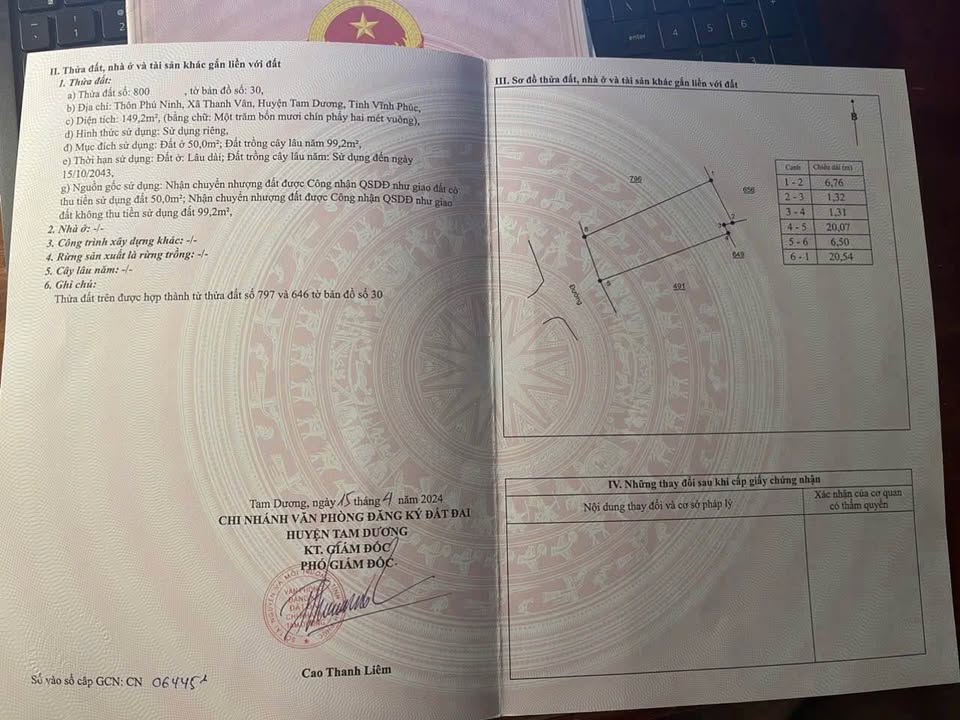 II. Thửa đất, nhà ở và tài sản khác gắn liền với đất
1. Thửa đất:
a) Thửa đất số: 800 , tờ bản đồ số: 30,
b) Địa chỉ: Thôn Phú Ninh, Xã Thanh Vân, Huyện Tam Dương, Tỉnh Vĩnh Phúc,
c) Diện tích: 149,2m², (bằng chữ: Một trăm bốn mươi chín phẩy hai mét vuông),
d) Hình thức sử dụng: Sử dụng riêng,
đ) Mục đích sử dụng: Đất ở 50,0m²; Đất trồng cây lâu năm 99,2m²,
e) Thời hạn sử dụng: Đất ở: Lâu dài; Đất trồng cây lâu năm: Sử dụng đến ngày
15/10/2043,
g) Nguồn gốc sử dụng: Nhận chuyển nhượng đất được Công nhận QSDĐ như giao đất có
thu tiền sử dụng đất 50,0m²; Nhận chuyển nhượng đất được Công nhận QSDĐ như giao
đất không thu tiền sử dụng đất 99,2m²,
2. Nhà ở: -/-
3. Công trình xây dựng khác: -/-
4. Rừng sản xuất là rừng trồng: -/-
5. Cây lâu năm: -/-
6. Ghi chú:
Thửa đất trên được hợp thành từ thửa đất số 797 và 646 tờ bản đồ số 30
Tam Dương, ngày 15 tháng 4 năm 2024
CHI NHÁNH VĂN PHÒNG ĐĂNG KÝ ĐẤT ĐAI
HUYỆN TAM DƯƠNG
KT. GIÁM ĐỐC
PHÓ GIÁM ĐỐC
Cao Thanh Liêm
Số vào sổ cấp GCN: CN 06445
III. Sơ đồ thửa đất, nhà ở và tài sản khác gắn liền với đất
B
796
1
656
2
3
4
649
6
5
491
Đường
Cạnh Chiều dài (m)
1 - 2 6,76
2 - 3 1,32
3 - 4 1,31
4 - 5 20,07
5 - 6 6,50
6 - 1 20,54
IV. Những thay đổi sau khi cấp giấy chứng nhận
Nội dung thay đổi và cơ sở pháp lý
Xác nhận của cơ quan
có thẩm quyền